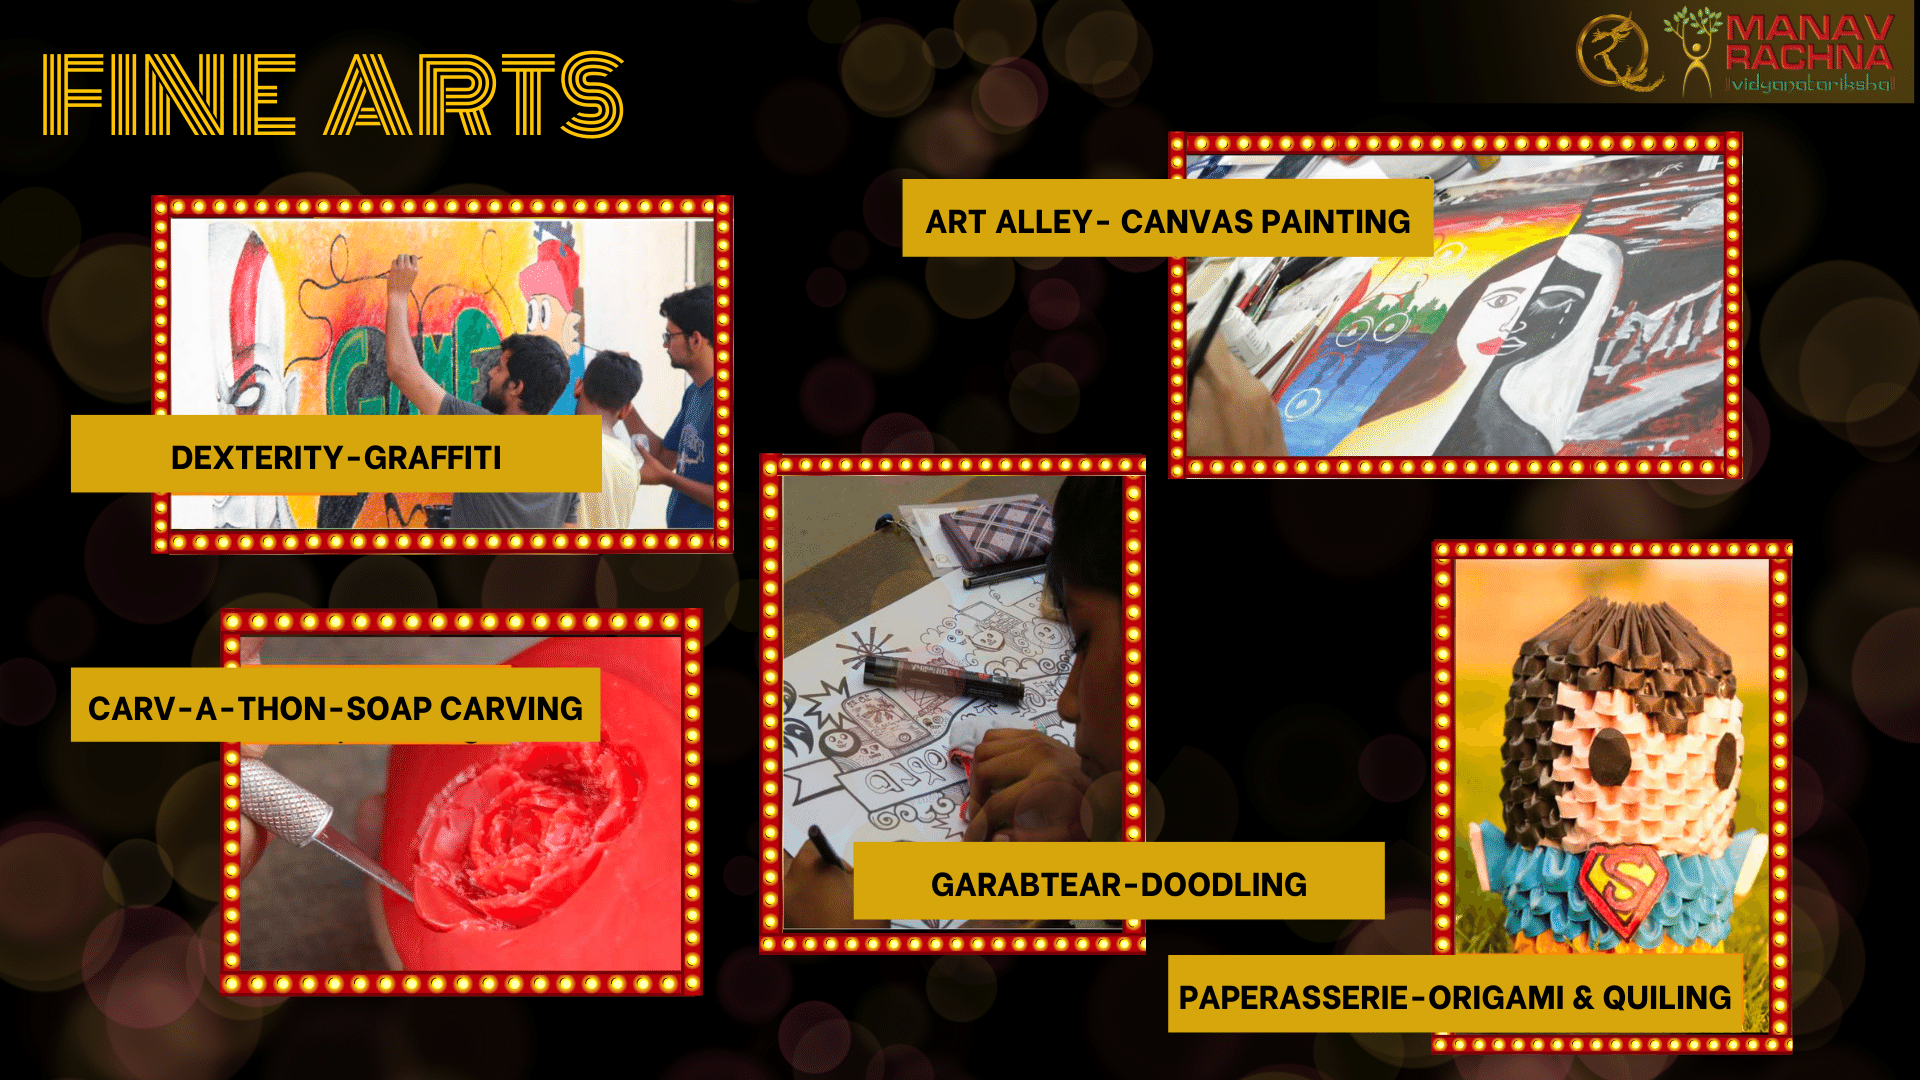 FINE ARTS
MANAV
RACHNA
vidyanatariksha
ART ALLEY- CANVAS PAINTING
GAME
DEXTERITY-GRAFFITI
CARV-A-THON-SOAP CARVING
GARABTEAR-DOODLING
S
PAPERASSERIE-ORIGAMI & QUILING